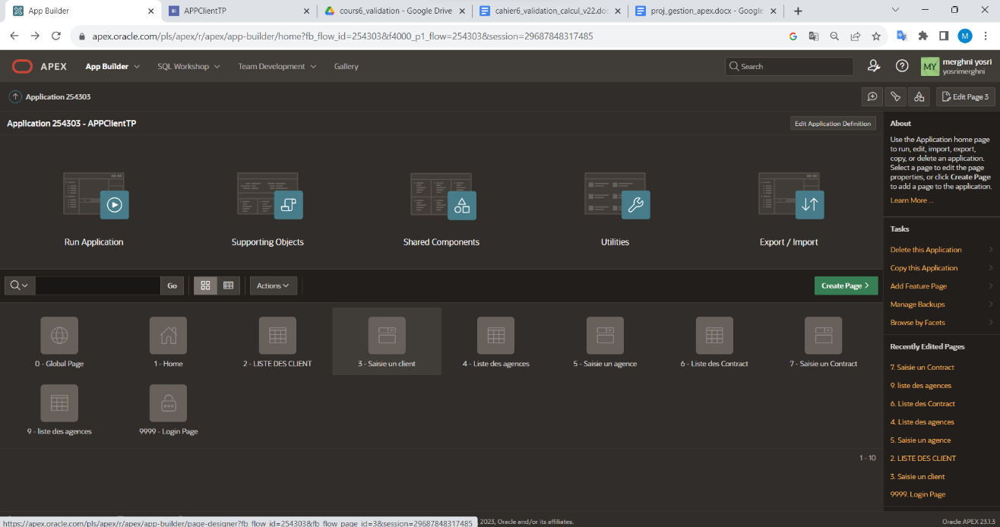 App Builder
APPClientTP
cours6_validation - Google Drive
cahier6_validation_calcul_v22.doc
proj_gestion_apex.docx - Google
apex.oracle.com/pls/apex/r/apex/app-builder/home?fb_flow_id=254303&f4000_p1_flow=254303&session=29687848317485
M
APEX
App Builder
SQL Workshop
Team Development
Gallery
Search
MY
merghni yosri
yosrimerghni
Application 254303
Edit Page 3
Application 254303 - APPClientTP
Edit Application Definition
Run Application
Supporting Objects
Shared Components
Utilities
Export / Import
Go
Actions
Create Page
0 - Global Page
1 - Home
2 - LISTE DES CLIENT
3 - Saisie un client
4 - Liste des agences
5 - Saisie un agence
6 - Liste des Contract
7 - Saisie un Contract
9 - liste des agences
9999 - Login Page
1 - 10
About
Use the Application home page
to run, edit, import, export,
copy, or delete an application.
Select a page to edit the page
properties, or click Create Page
to add a page to the application.
Learn More ...
Tasks
Delete this Application
Copy this Application
Add Feature Page
Manage Backups
Browse by Facets
Recently Edited Pages
7. Saisie un Contract
9. liste des agences
6. Liste des Contract
4. Liste des agences
5. Saisie un agence
2. LISTE DES CLIENT
3. Saisie un client
9999. Login Page
https://apex.oracle.com/pls/apex/r/apex/app-builder/page-designer?fb_flow_id=254303&fb_flow_page_id=3&session=29687848317485
2023, Oracle and/or its affiliates.
Oracle APEX 23.1.3